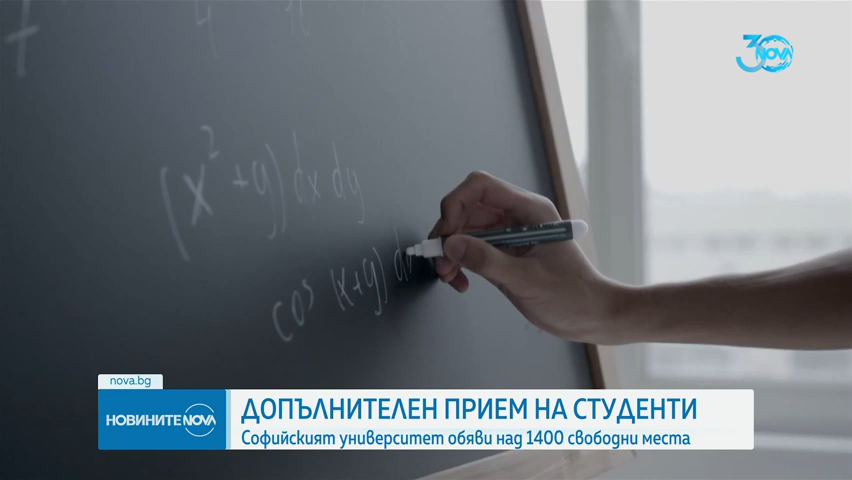 30 NOVA
(x² + y) dx dy
cos (x+y) d
nova.bg
НОВИНИТЕ NOVA
ДОПЪЛНИТЕЛЕН ПРИЕМ НА СТУДЕНТИ
Софийският университет обяви над 1400 свободни места